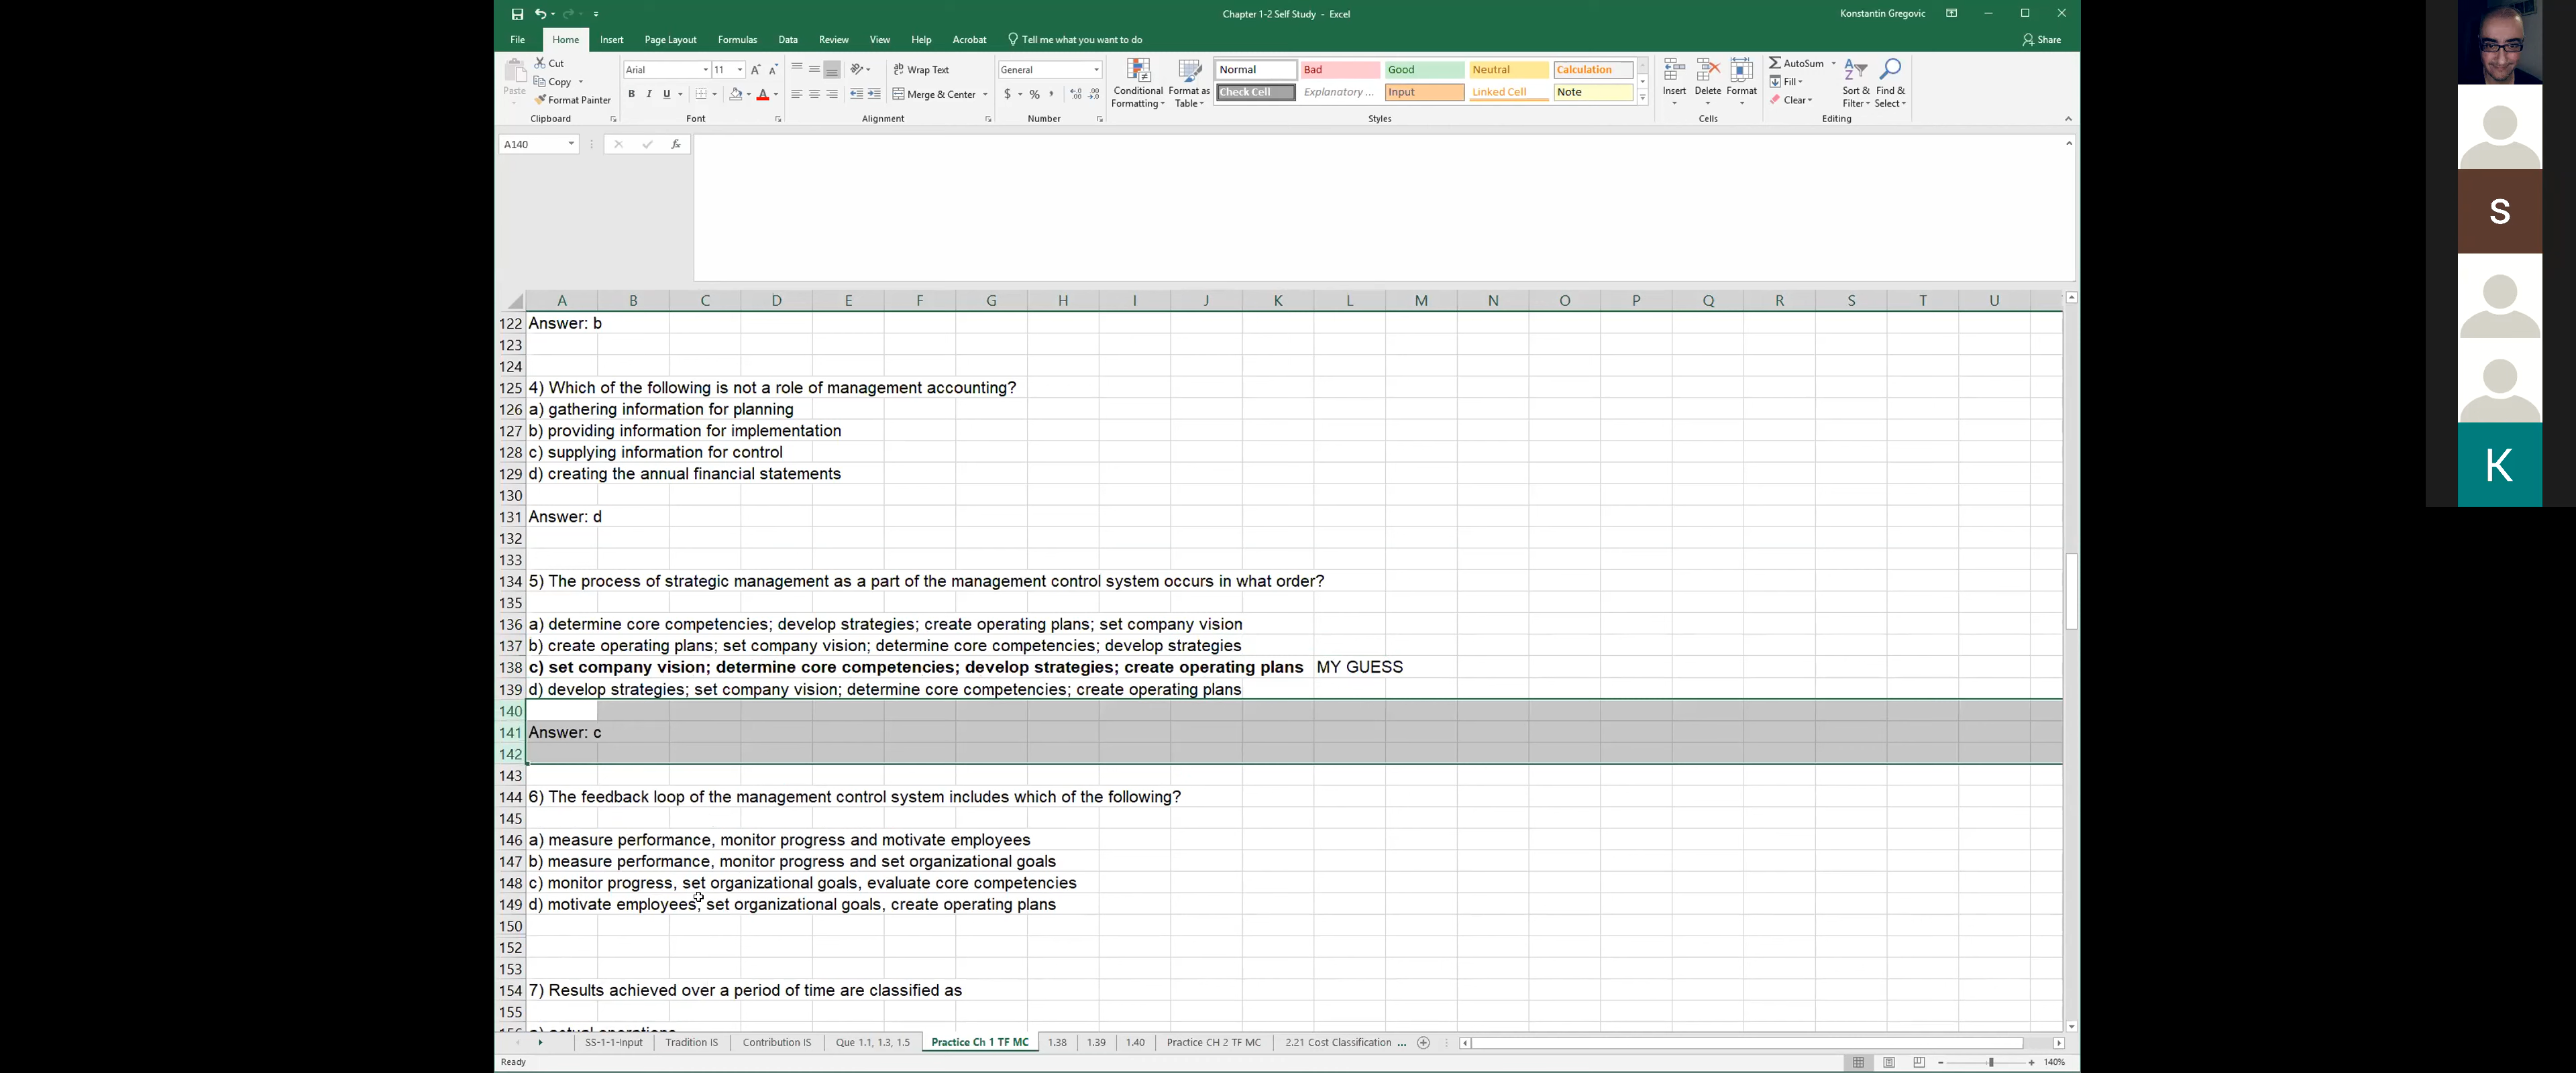 Chapter 1-2 Self Study - Excel
Konstantin Gregovic
File Home Insert Page Layout Formulas Data Review View Help Acrobat Tell me what you want to do
Share
Paste
Cut
Copy
Format Painter
Clipboard
Arial 11
B I U
Font
Wrap Text
Merge & Center
Alignment
General
$ % ,
Number
Conditional Formatting
Format as Table
Normal Bad Good Neutral Calculation
Check Cell Explanatory ... Input Linked Cell Note
Styles
Insert Delete Format
Cells
AutoSum
Fill
Clear
Sort & Filter
Find & Select
Editing
A140
fx
A B C D E F G H I J K L M N O P Q R S T U
122 Answer: b
123
124
125 4) Which of the following is not a role of management accounting?
126 a) gathering information for planning
127 b) providing information for implementation
128 c) supplying information for control
129 d) creating the annual financial statements
130
131 Answer: d
132
133
134 5) The process of strategic management as a part of the management control system occurs in what order?
135
136 a) determine core competencies; develop strategies; create operating plans; set company vision
137 b) create operating plans; set company vision; determine core competencies; develop strategies
138 c) set company vision; determine core competencies; develop strategies; create operating plans MY GUESS
139 d) develop strategies; set company vision; determine core competencies; create operating plans
140
141 Answer: c
142
143
144 6) The feedback loop of the management control system includes which of the following?
145
146 a) measure performance, monitor progress and motivate employees
147 b) measure performance, monitor progress and set organizational goals
148 c) monitor progress, set organizational goals, evaluate core competencies
149 d) motivate employees, set organizational goals, create operating plans
150
152
153
154 7) Results achieved over a period of time are classified as
155
156 a) actual operations
SS-1-1-Input Tradition IS Contribution IS Que 1.1, 1.3, 1.5 Practice Ch 1 TF MC 1.38 1.39 1.40 Practice CH 2 TF MC 2.21 Cost Classification ...
Ready
140%
S
K